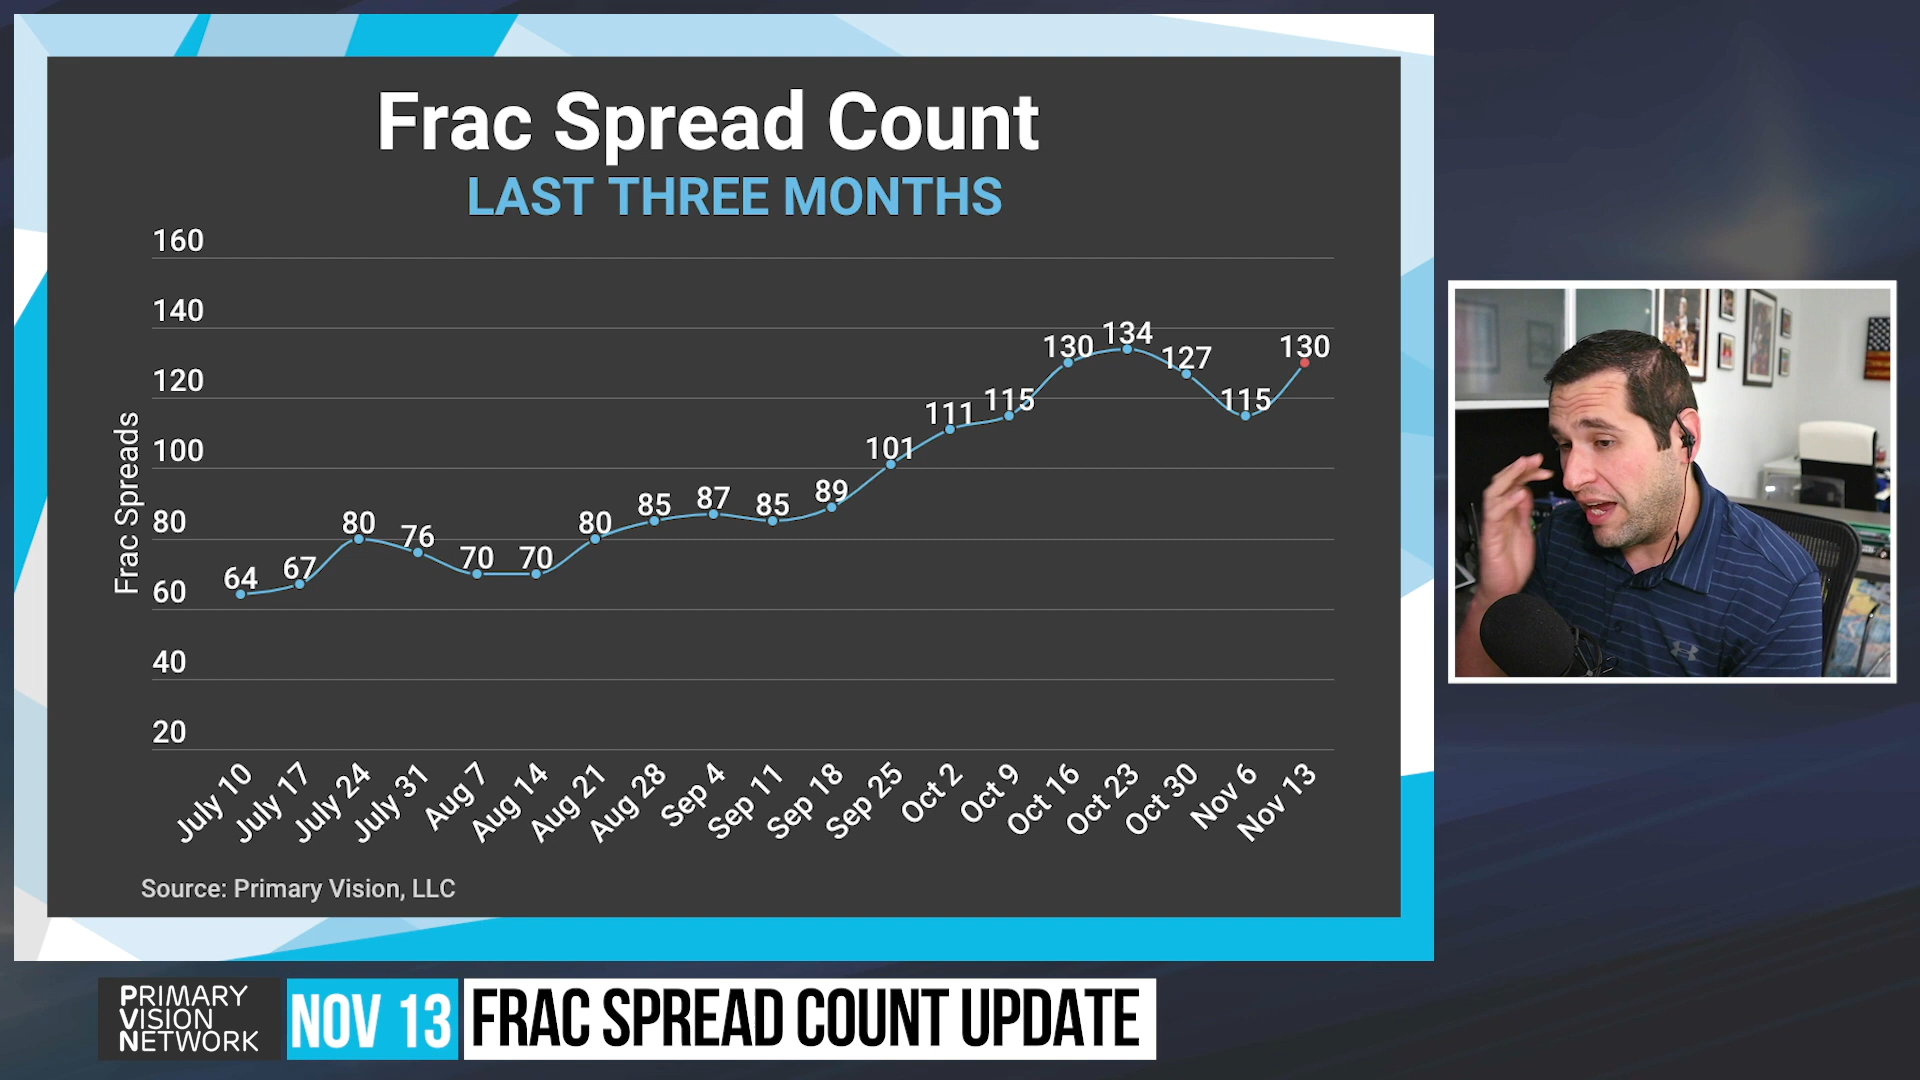 Frac Spread Count
LAST THREE MONTHS
160
140
120
100
80
60
40
20
Frac Spreads
64
67
80
76
70
70
80
85
87
85
89
101
111
115
130
134
127
115
130
July 10
July 17
July 24
July 31
Aug 7
Aug 14
Aug 21
Aug 28
Sep 4
Sep 11
Sep 18
Sep 25
Oct 2
Oct 9
Oct 16
Oct 23
Oct 30
Nov 6
Nov 13
Source: Primary Vision, LLC
PRIMARY
VISION
NETWORK
NOV 13
FRAC SPREAD COUNT UPDATE